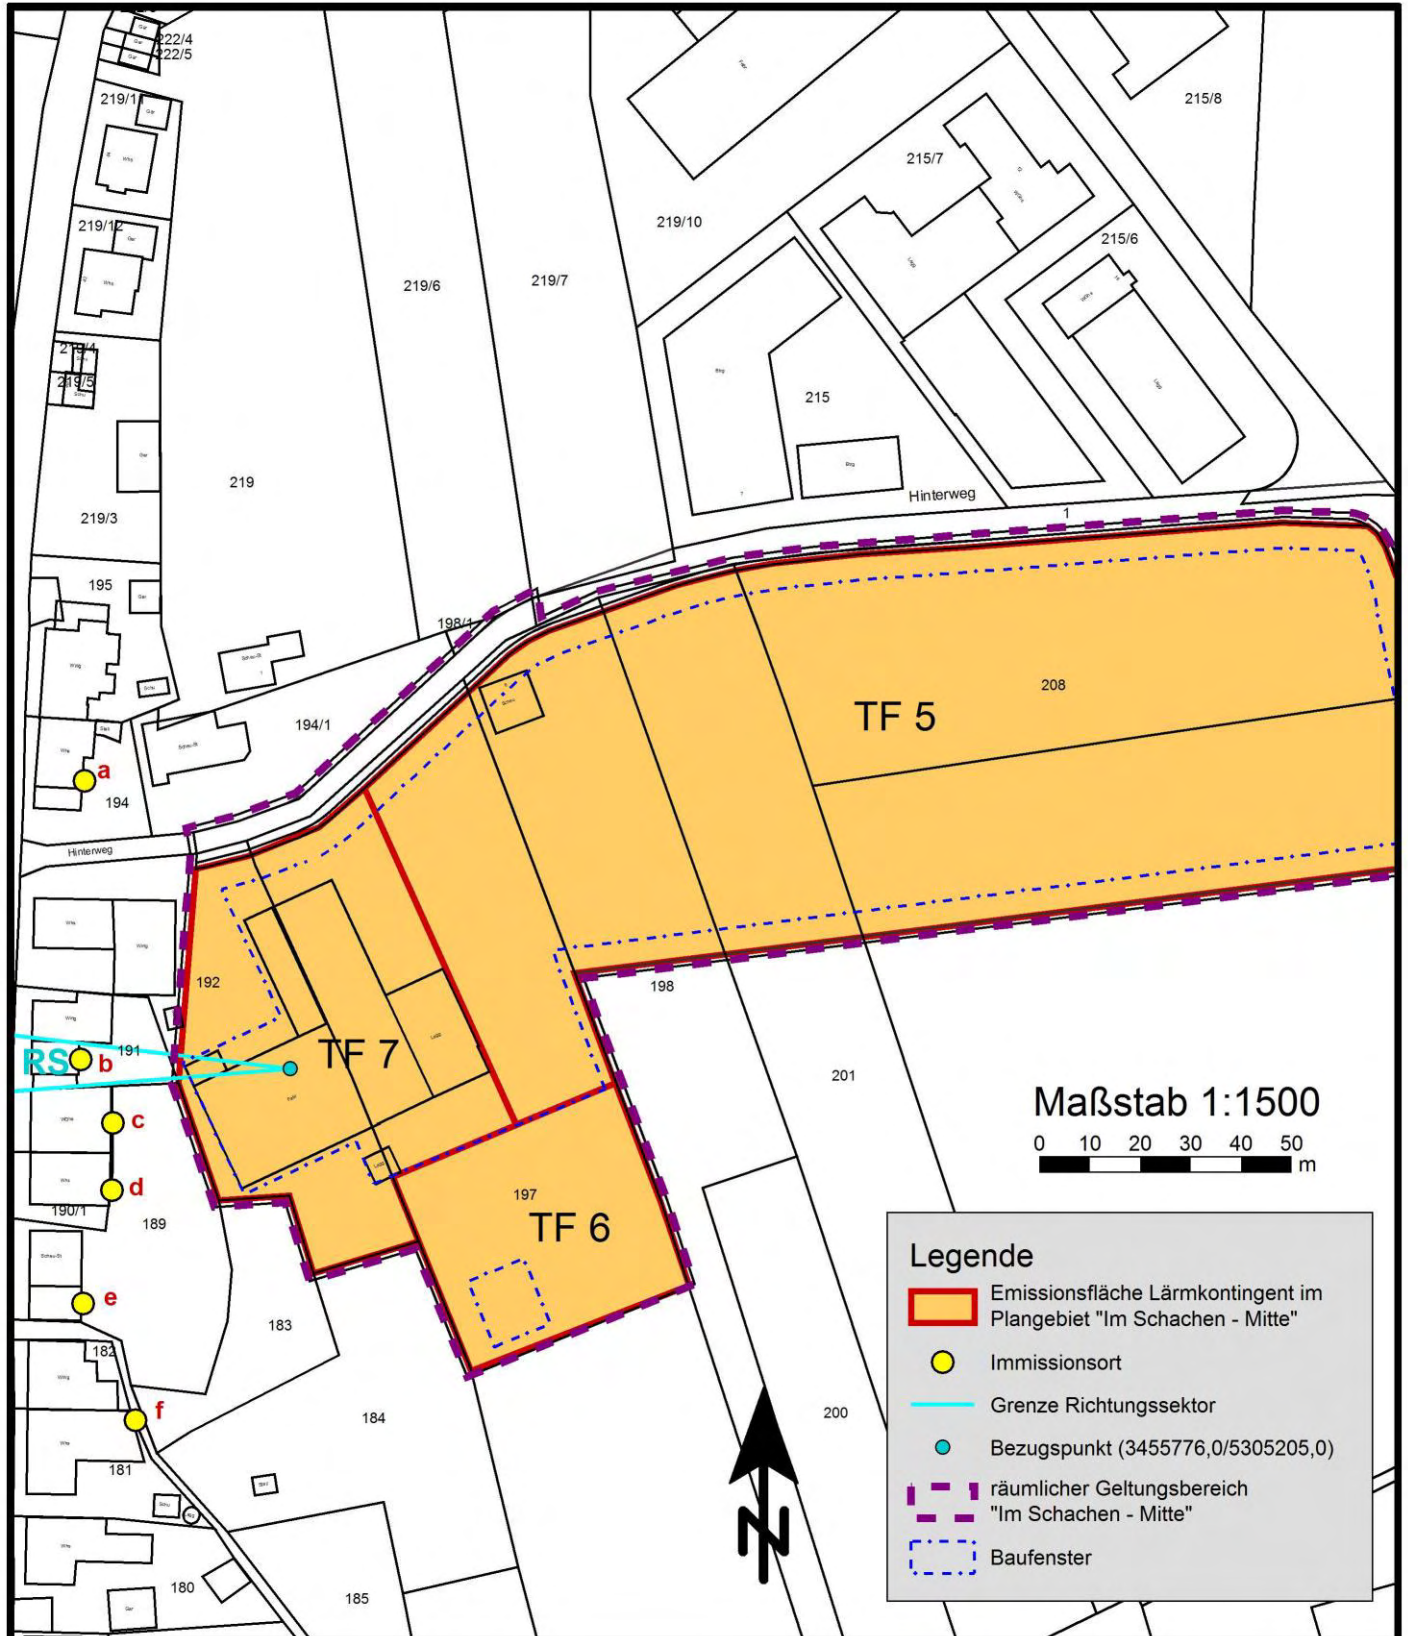 222/4
222/5
219/11
215/8
215/7
219/12
219/10
215/6
219/6
219/7
219/4
219/5
215
219
Hinterweg
1
219/3
195
198/1
208
TF 5
194/1
a
194
Hinterweg
192
198
191
RS
b
TF 7
201
Maßstab 1:1500
c
0 10 20 30 40 50
m
d
197
190/1
189
TF 6
Legende
Emissionsfläche Lärmkontingent im
Plangebiet "Im Schachen - Mitte"
e
183
182
Immissionsort
f
184
200
Grenze Richtungssektor
Bezugspunkt (3455776,0/5305205,0)
181
räumlicher Geltungsbereich
"Im Schachen - Mitte"
N
Baufenster
180
185